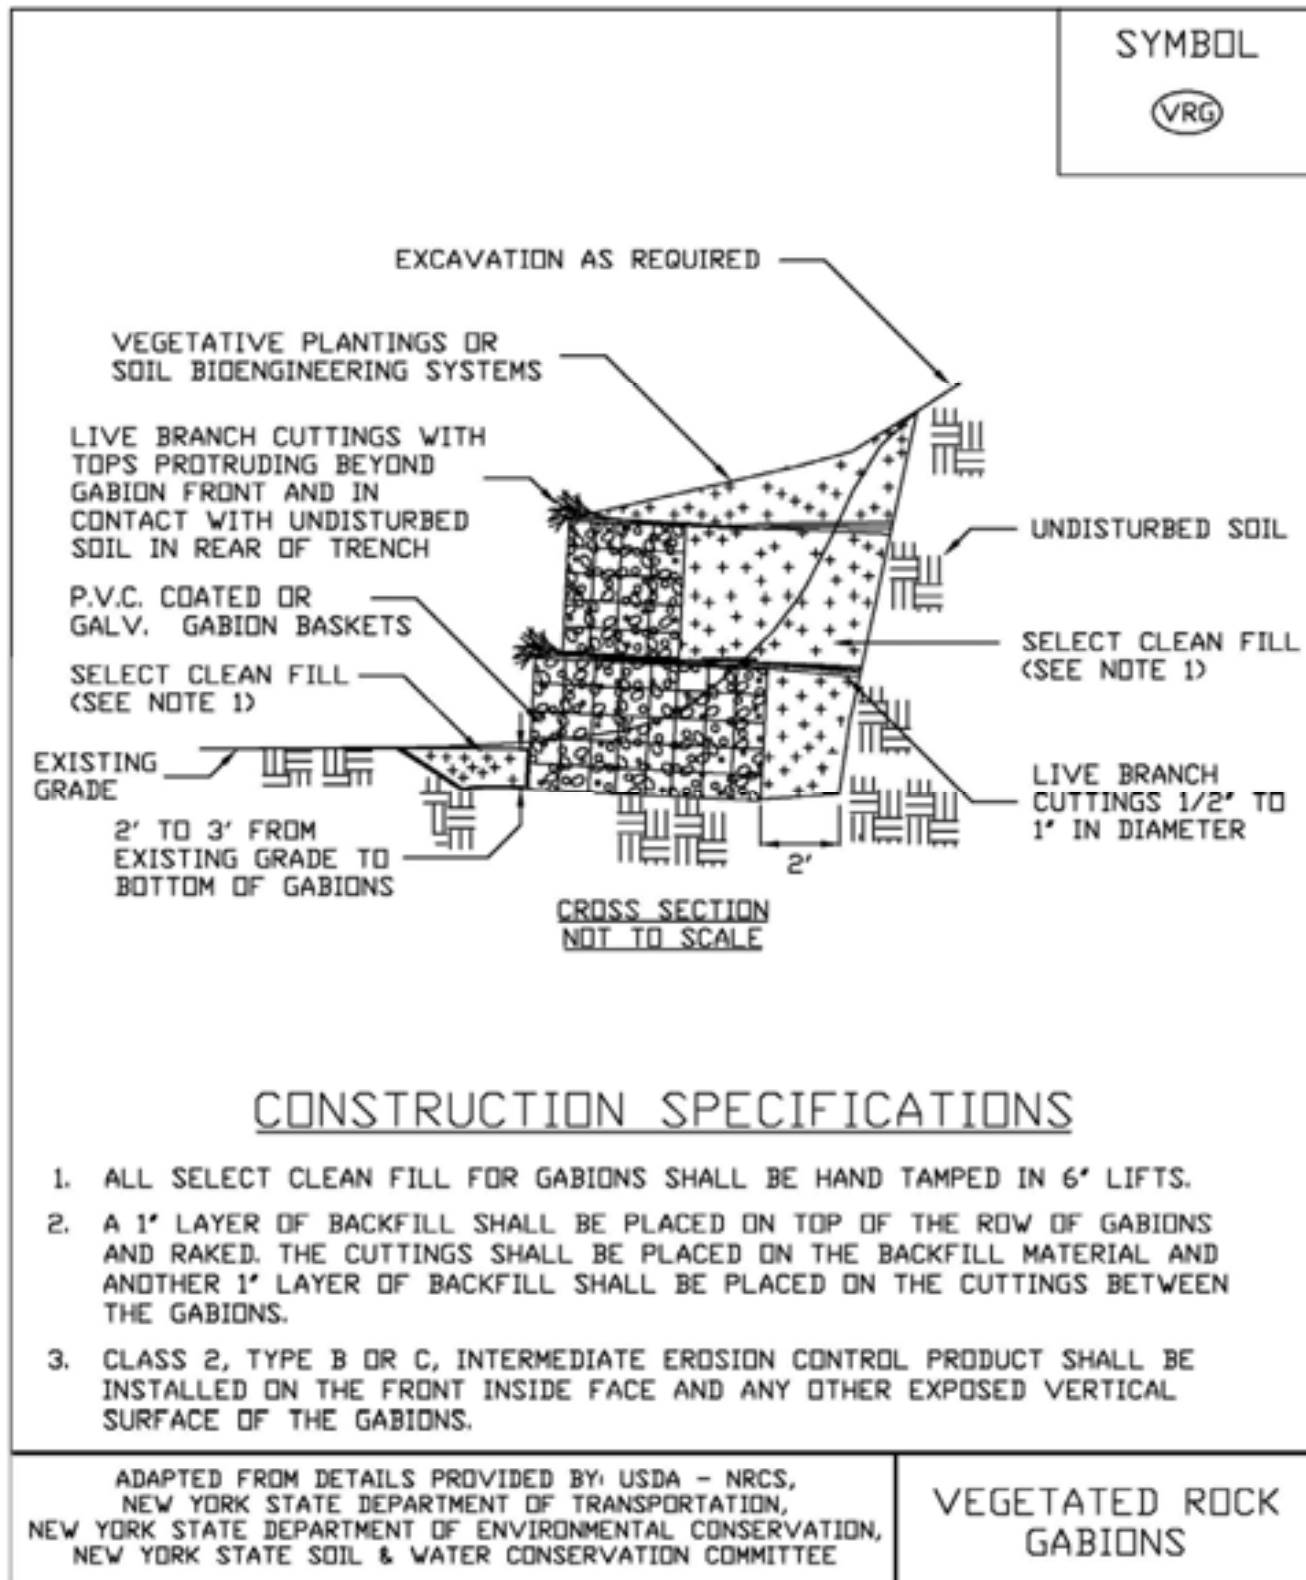 SYMBOL
VRG
EXCAVATION AS REQUIRED
VEGETATIVE PLANTINGS OR
SOIL BIOENGINEERING SYSTEMS
LIVE BRANCH CUTTINGS WITH
TOPS PROTRUDING BEYOND
GABION FRONT AND IN
CONTACT WITH UNDISTURBED
SOIL IN REAR OF TRENCH
UNDISTURBED SOIL
P.V.C. COATED OR
GALV. GABION BASKETS
SELECT CLEAN FILL
(SEE NOTE 1)
SELECT CLEAN FILL
(SEE NOTE 1)
EXISTING
GRADE
LIVE BRANCH
CUTTINGS 1/2" TO
1" IN DIAMETER
2' TO 3' FROM
EXISTING GRADE TO
BOTTOM OF GABIONS
2'
CROSS SECTION
NOT TO SCALE
CONSTRUCTION SPECIFICATIONS
1. ALL SELECT CLEAN FILL FOR GABIONS SHALL BE HAND TAMPED IN 6" LIFTS.
2. A 1" LAYER OF BACKFILL SHALL BE PLACED ON TOP OF THE ROW OF GABIONS
AND RAKED. THE CUTTINGS SHALL BE PLACED ON THE BACKFILL MATERIAL AND
ANOTHER 1" LAYER OF BACKFILL SHALL BE PLACED ON THE CUTTINGS BETWEEN
THE GABIONS.
3. CLASS 2, TYPE B OR C, INTERMEDIATE EROSION CONTROL PRODUCT SHALL BE
INSTALLED ON THE FRONT INSIDE FACE AND ANY OTHER EXPOSED VERTICAL
SURFACE OF THE GABIONS.
ADAPTED FROM DETAILS PROVIDED BY: USDA - NRCS,
NEW YORK STATE DEPARTMENT OF TRANSPORTATION,
NEW YORK STATE DEPARTMENT OF ENVIRONMENTAL CONSERVATION,
NEW YORK STATE SOIL & WATER CONSERVATION COMMITTEE
VEGETATED ROCK
GABIONS